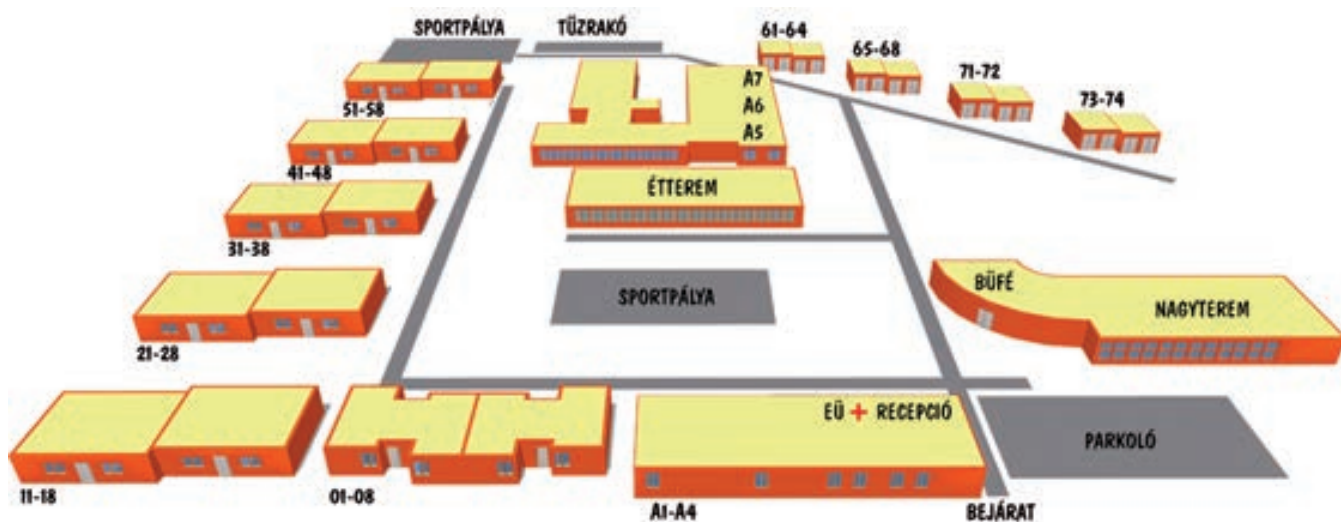 SPORTPÁLYA
TŰZRAKÓ
61-64
65-68
71-72
73-74
A7
A6
A5
51-58
41-48
ÉTTEREM
31-38
BÜFÉ
SPORTPÁLYA
NAGYTEREM
21-28
EÜ + RECEPCIÓ
PARKOLÓ
11-18
01-08
A1-A4
BEJÁRAT